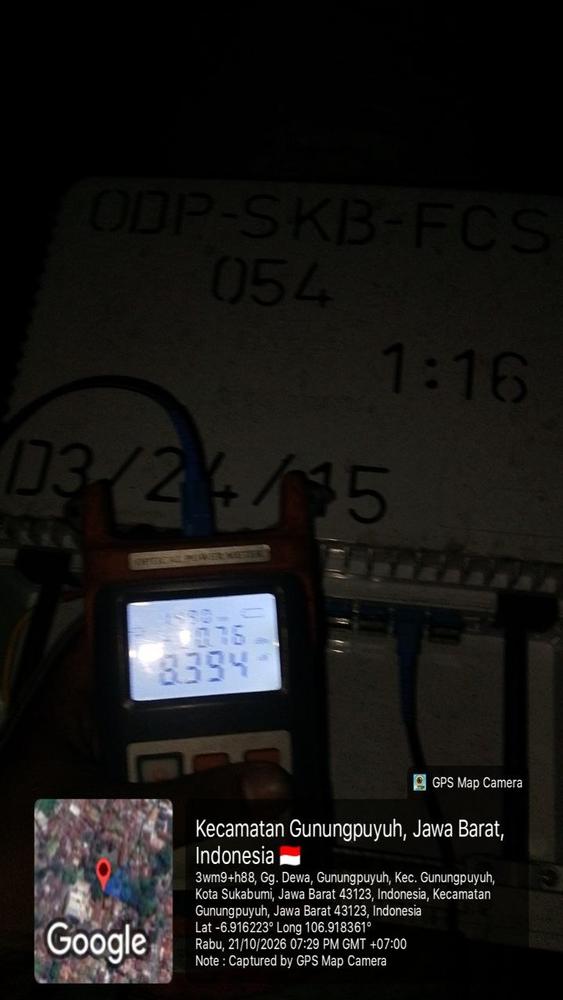 ODP-SKB-FCS
054
1:16
D3/24/15
OPTICAL POWER METER
8.394
GPS Map Camera
Kecamatan Gunungpuyuh, Jawa Barat,
Indonesia 🇮🇩
3wm9+h88, Gg. Dewa, Gunungpuyuh, Kec. Gunungpuyuh,
Kota Sukabumi, Jawa Barat 43123, Indonesia, Kecamatan
Gunungpuyuh, Jawa Barat 43123, Indonesia
Lat -6.916223° Long 106.918361°
Rabu, 21/10/2026 07:29 PM GMT +07:00
Note : Captured by GPS Map Camera
Google